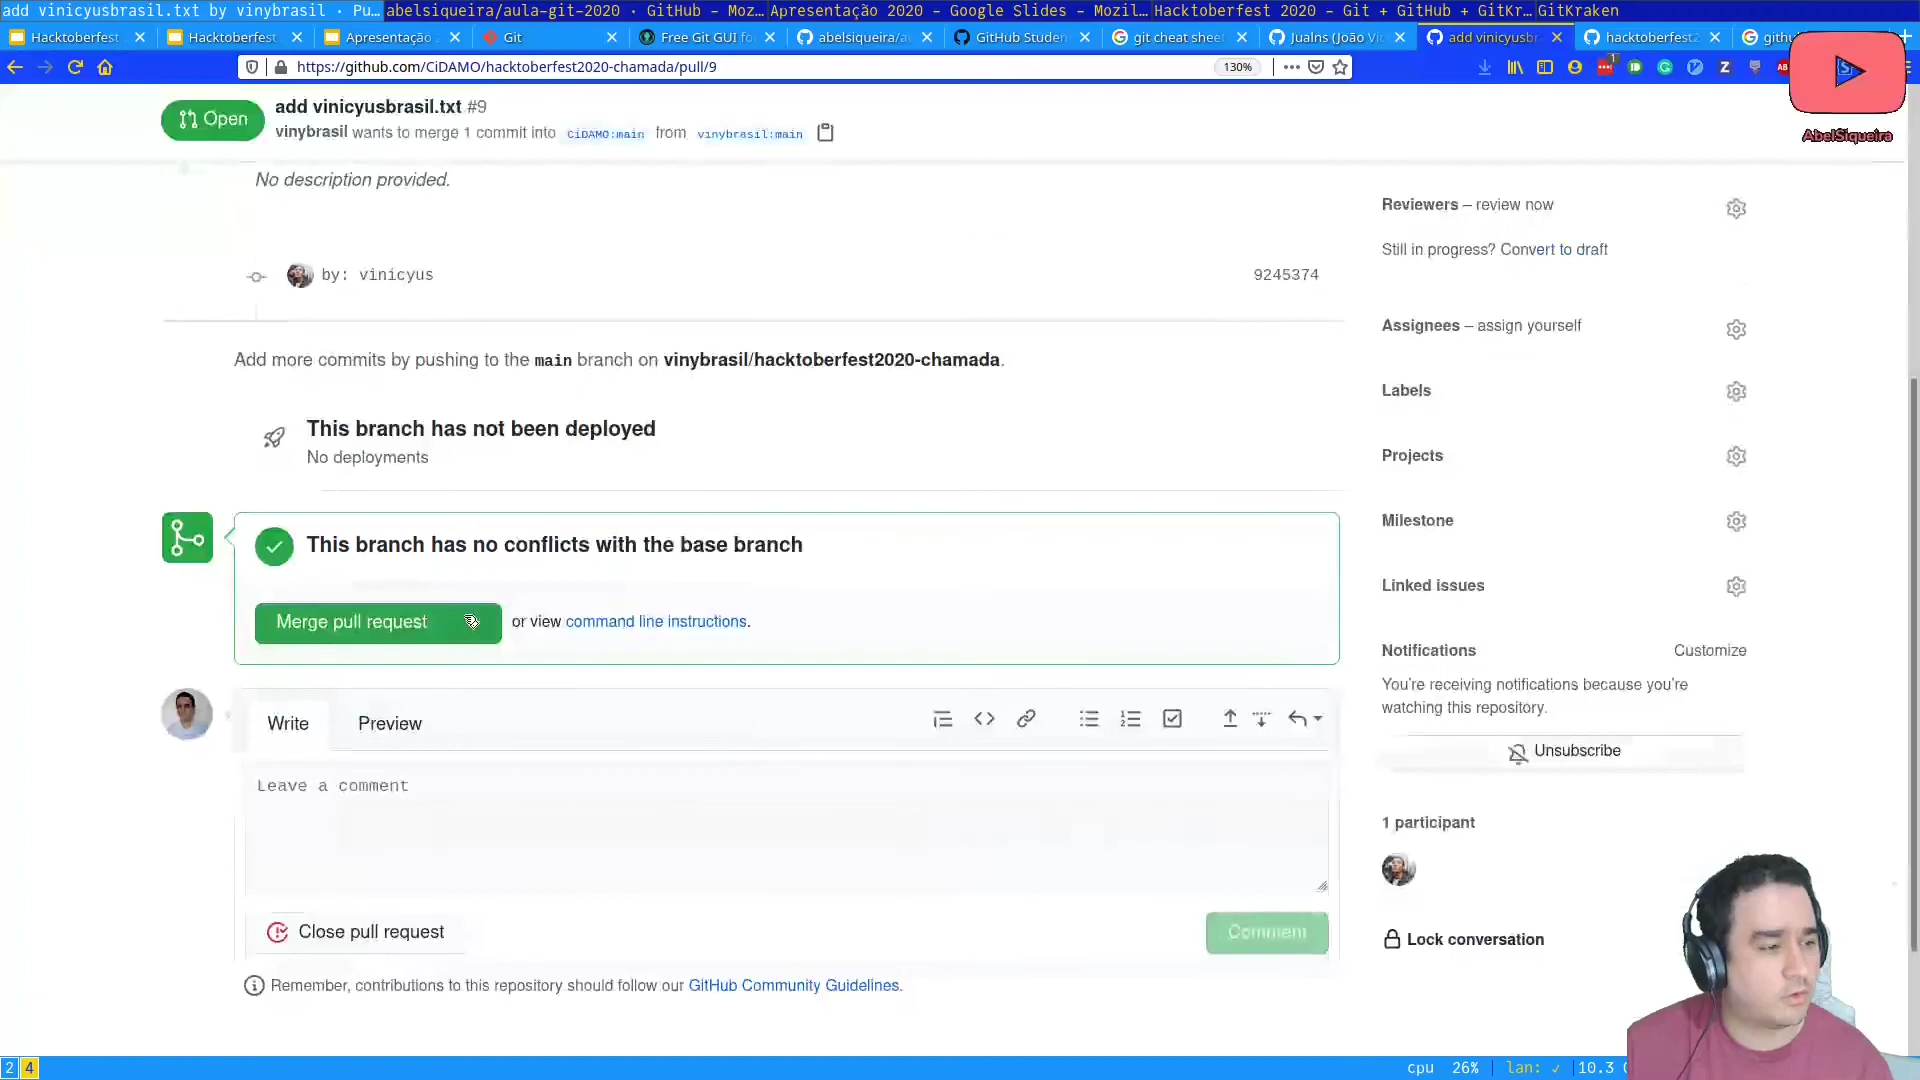 add vinicyusbrasil.txt by vinybrasil · Pu… abelsiqueira/aula-git-2020 · GitHub - Moz… Apresentação 2020 - Google Slides - Mozil… Hacktoberfest 2020 - Git + GitHub + GitKr… GitKraken
Hacktoberfest Hacktoberfest Apresentação Git Free Git GUI fo abelsiqueira/a GitHub Studen git cheat shee Jualns (João Vi add vinicyusbr hacktoberfest2 githu
https://github.com/CiDAMO/hacktoberfest2020-chamada/pull/9 130%
AbelSiqueira
Open
add vinicyusbrasil.txt #9
vinybrasil wants to merge 1 commit into CiDAMO:main from vinybrasil:main
No description provided.
by: vinicyus 9245374
Add more commits by pushing to the main branch on vinybrasil/hacktoberfest2020-chamada.
This branch has not been deployed
No deployments
This branch has no conflicts with the base branch
Merge pull request or view command line instructions.
Write Preview
Leave a comment
Close pull request Comment
Remember, contributions to this repository should follow our GitHub Community Guidelines.
Reviewers – review now
Still in progress? Convert to draft
Assignees – assign yourself
Labels
Projects
Milestone
Linked issues
Notifications Customize
You're receiving notifications because you're
watching this repository.
Unsubscribe
1 participant
Lock conversation
2 4 cpu 26% lan: ✓ 10.3